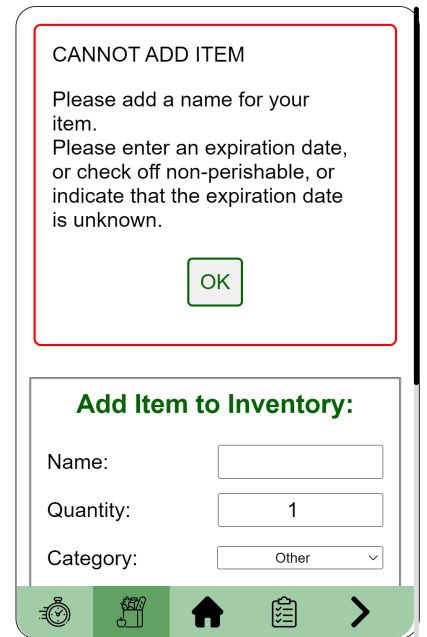 CANNOT ADD ITEM
Please add a name for your
item.
Please enter an expiration date,
or check off non-perishable, or
indicate that the expiration date
is unknown.
OK
Add Item to Inventory:
Name:
Quantity: 1
Category: Other